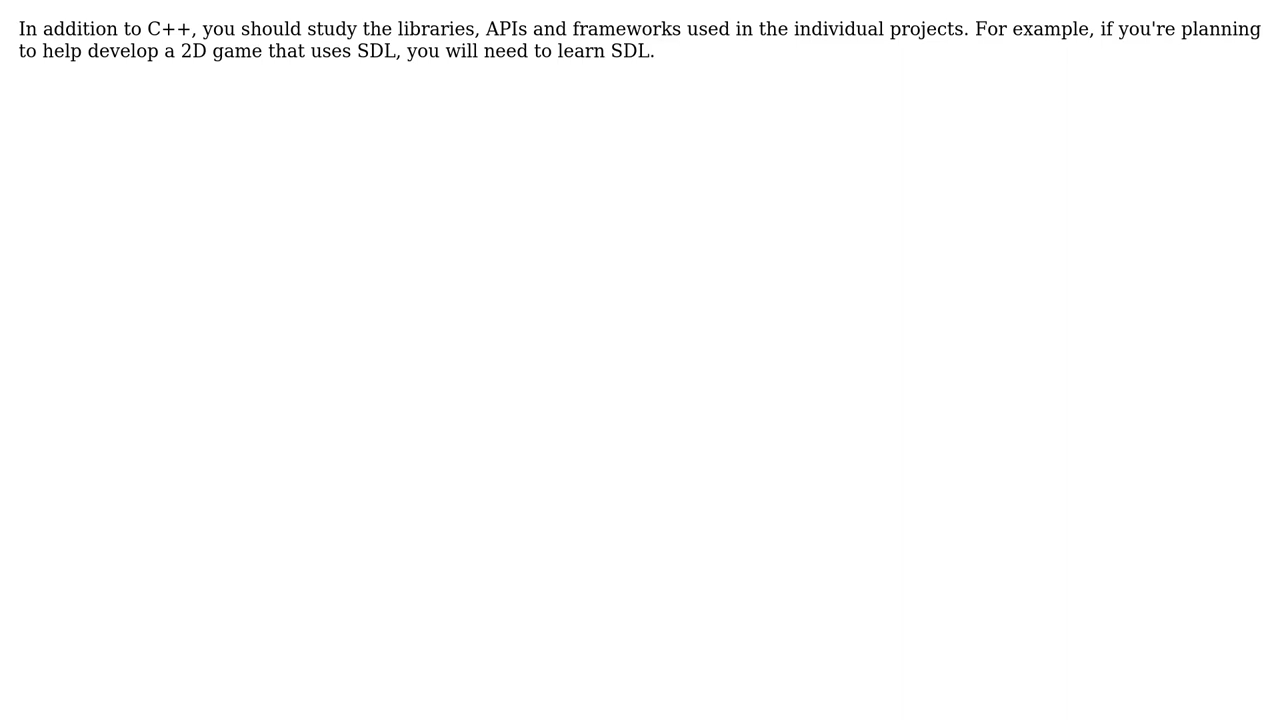 In addition to C++, you should study the libraries, APIs and frameworks used in the individual projects. For example, if you're planning
to help develop a 2D game that uses SDL, you will need to learn SDL.